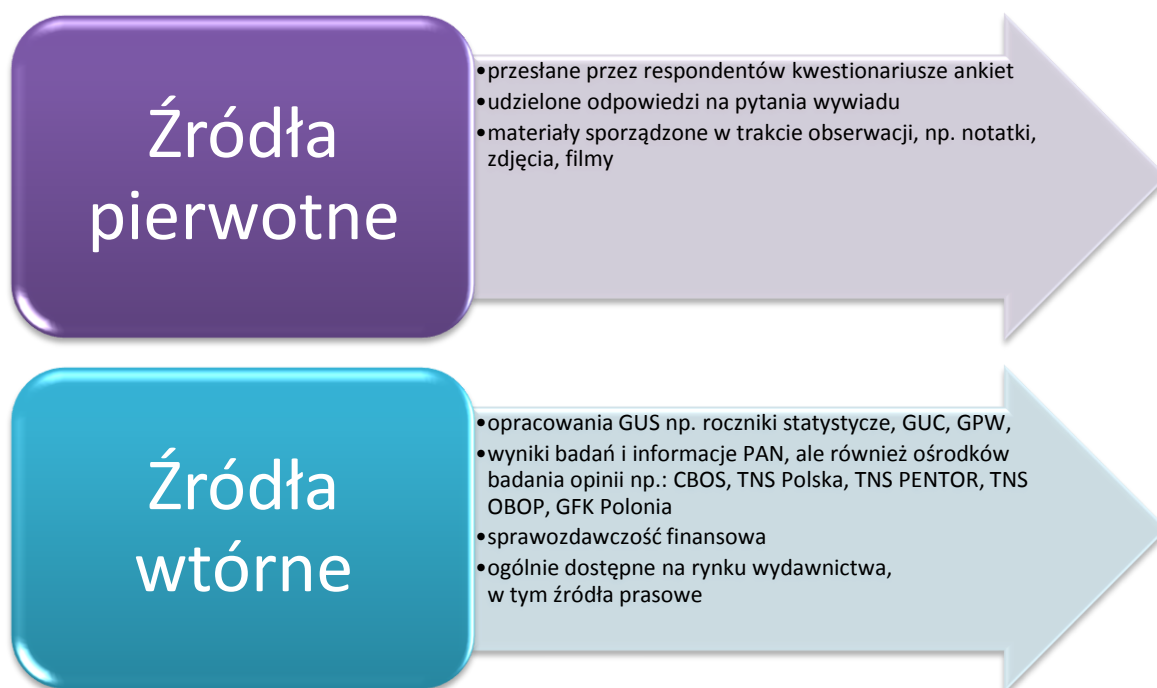 Źródła
pierwotne
•przesłane przez respondentów kwestionariusze ankiet
•udzielone odpowiedzi na pytania wywiadu
•materiały sporządzone w trakcie obserwacji, np. notatki,
zdjęcia, filmy
Źródła
wtórne
•opracowania GUS np. roczniki statystycze, GUC, GPW,
•wyniki badań i informacje PAN, ale również ośrodków
badania opinii np.: CBOS, TNS Polska, TNS PENTOR, TNS
OBOP, GFK Polonia
•sprawozdawczość finansowa
•ogólnie dostępne na rynku wydawnictwa,
w tym źródła prasowe